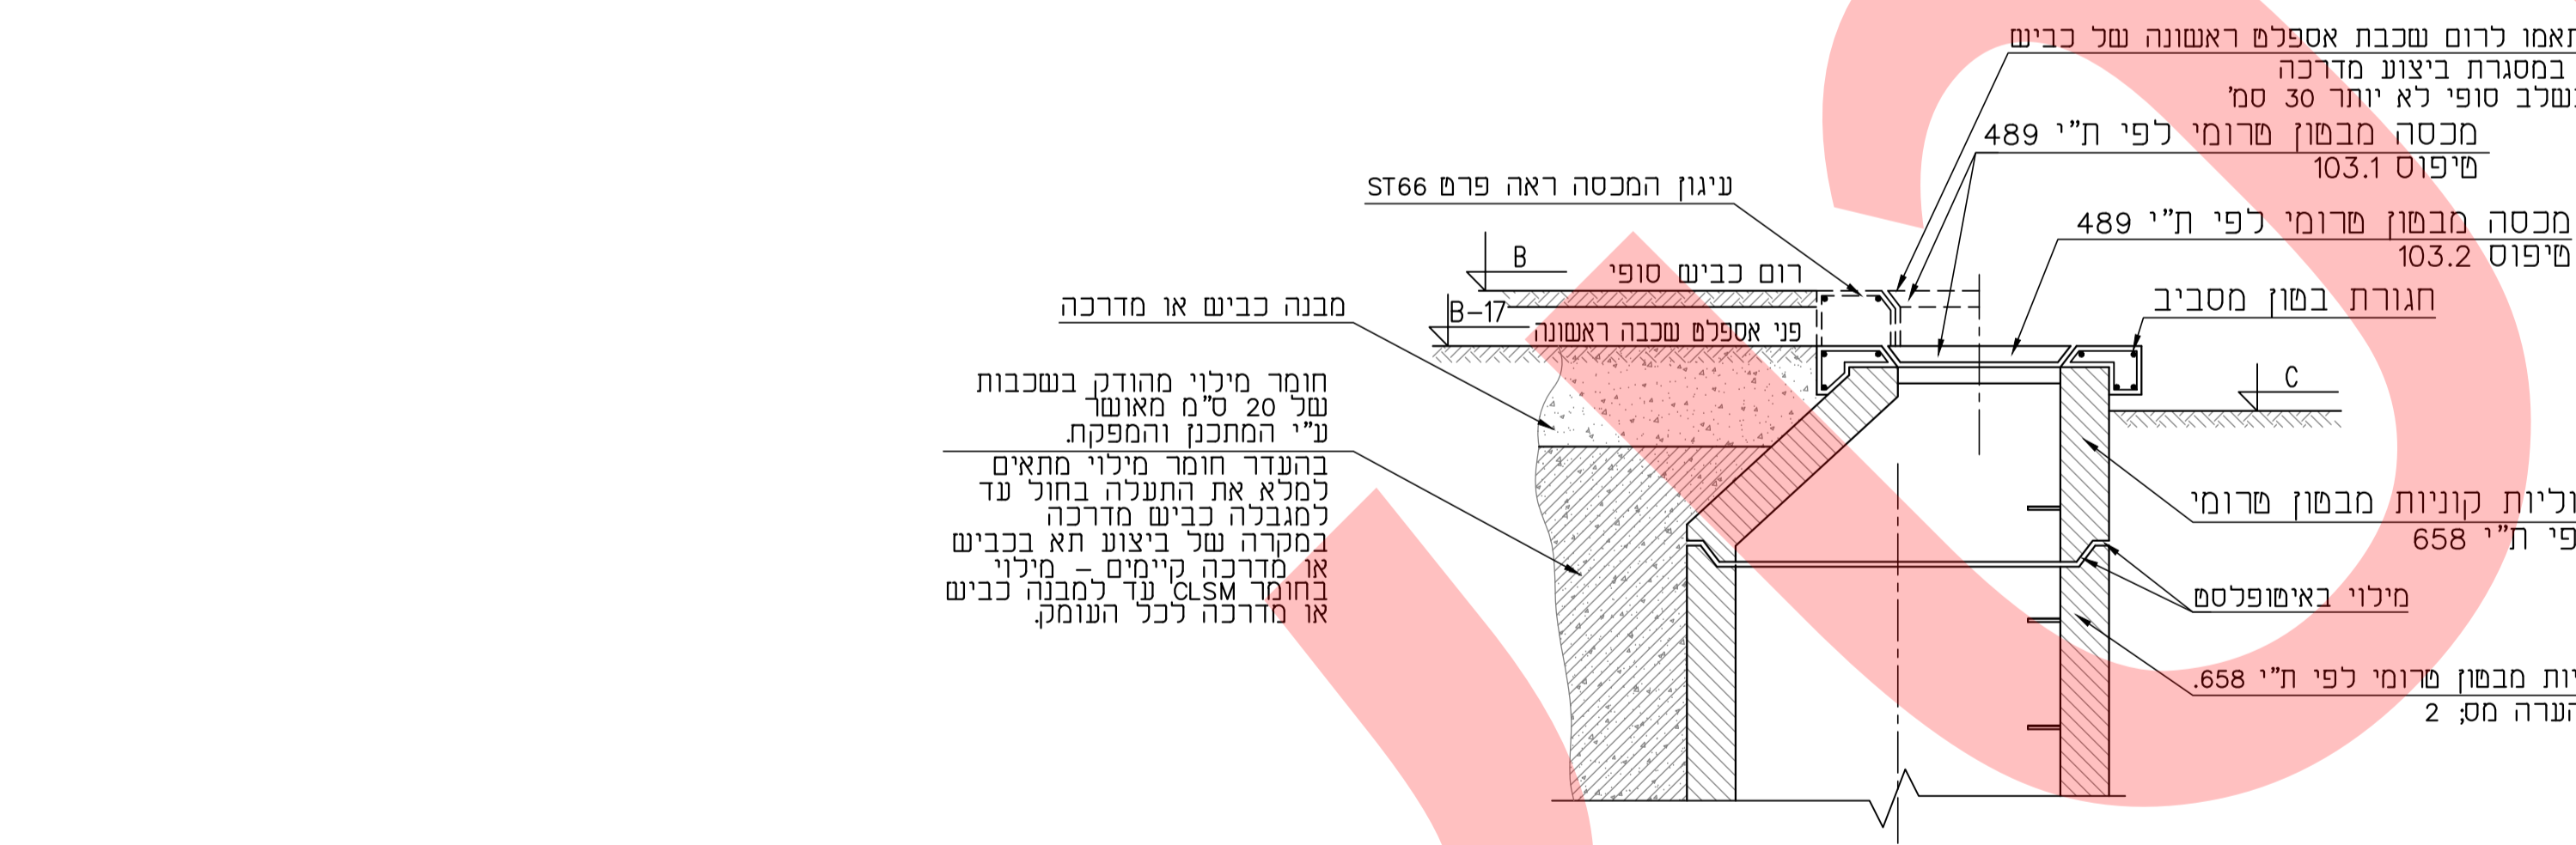 תאמו לרום שכבת אספלט ראשונה של כביש
במסגרת ביצוע מדרכה
שלב סופי לא יותר 30 סמ'
מכסה מבטון טרומי לפי ת"י 489
טיפוס 103.1
עיגון המכסה ראה פרט ST66
מכסה מבטון טרומי לפי ת"י 489
טיפוס 103.2
B
רום כביש סופי
חגורת בטון מסביב
מבנה כביש או מדרכה
B-17
פני אספלט שכבה ראשונה
C
חומר מילוי מהודק בשכבות
של 20 ס"מ מאושר
ע"י המתכנן והמפקח.
בהעדר חומר מילוי מתאים
למלא את התעלה בחול עד
למגבלה כביש מדרכה
במקרה של ביצוע תא בכביש
או מדרכה קיימים - מילוי
בחומר CLSM עד למבנה כביש
או מדרכה לכל העומק.
וליות קוניות מבטון טרומי
פי ת"י 658
מילוי באיטופלסט
יות מבטון טרומי לפי ת"י 658.
הערה מס; 2